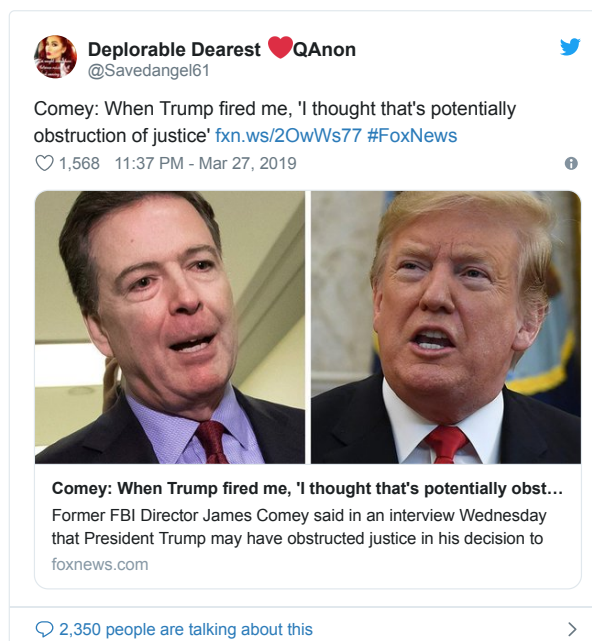 Deplorable Dearest ❤️QAnon
@Savedangel61
Comey: When Trump fired me, 'I thought that's potentially
obstruction of justice' fxn.ws/2OwWs77 #FoxNews
1,568 11:37 PM - Mar 27, 2019
Comey: When Trump fired me, 'I thought that's potentially obst…
Former FBI Director James Comey said in an interview Wednesday
that President Trump may have obstructed justice in his decision to
foxnews.com
2,350 people are talking about this